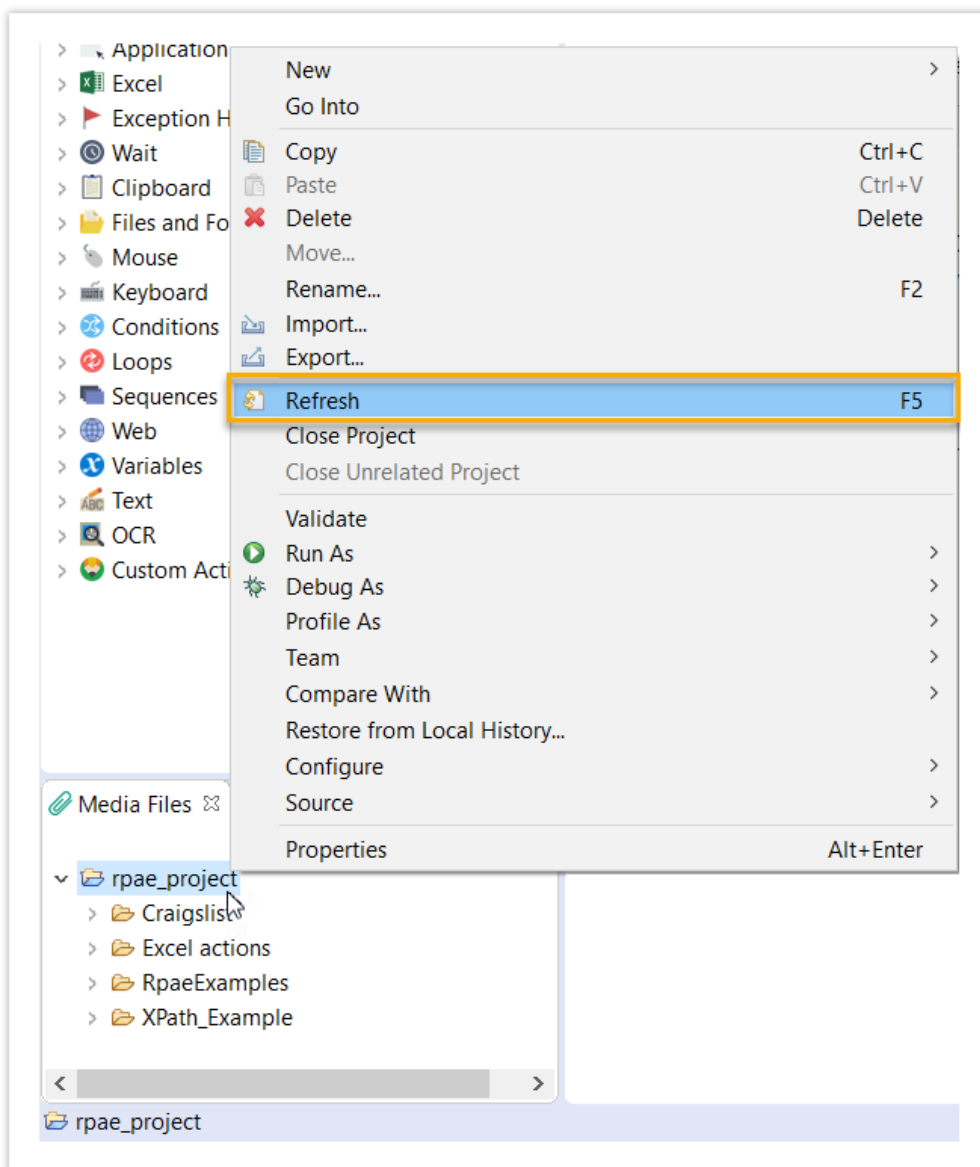 Application
Excel
Exception H
Wait
Clipboard
Files and Fo
Mouse
Keyboard
Conditions
Loops
Sequences
Web
Variables
ABC Text
OCR
Custom Acti
New
Go Into
Copy Ctrl+C
Paste Ctrl+V
Delete Delete
Move...
Rename... F2
Import...
Export...
Refresh F5
Close Project
Close Unrelated Project
Validate
Run As
Debug As
Profile As
Team
Compare With
Restore from Local History...
Configure
Source
Properties Alt+Enter
Media Files
rpae_project
Craigslist
Excel actions
RpaeExamples
XPath_Example
rpae_project